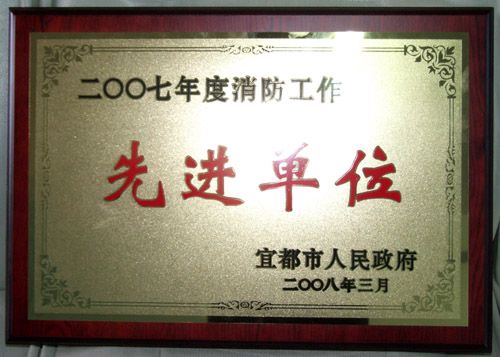 二〇〇七年度消防工作
先进单位
宜都市人民政府
二〇〇八年三月